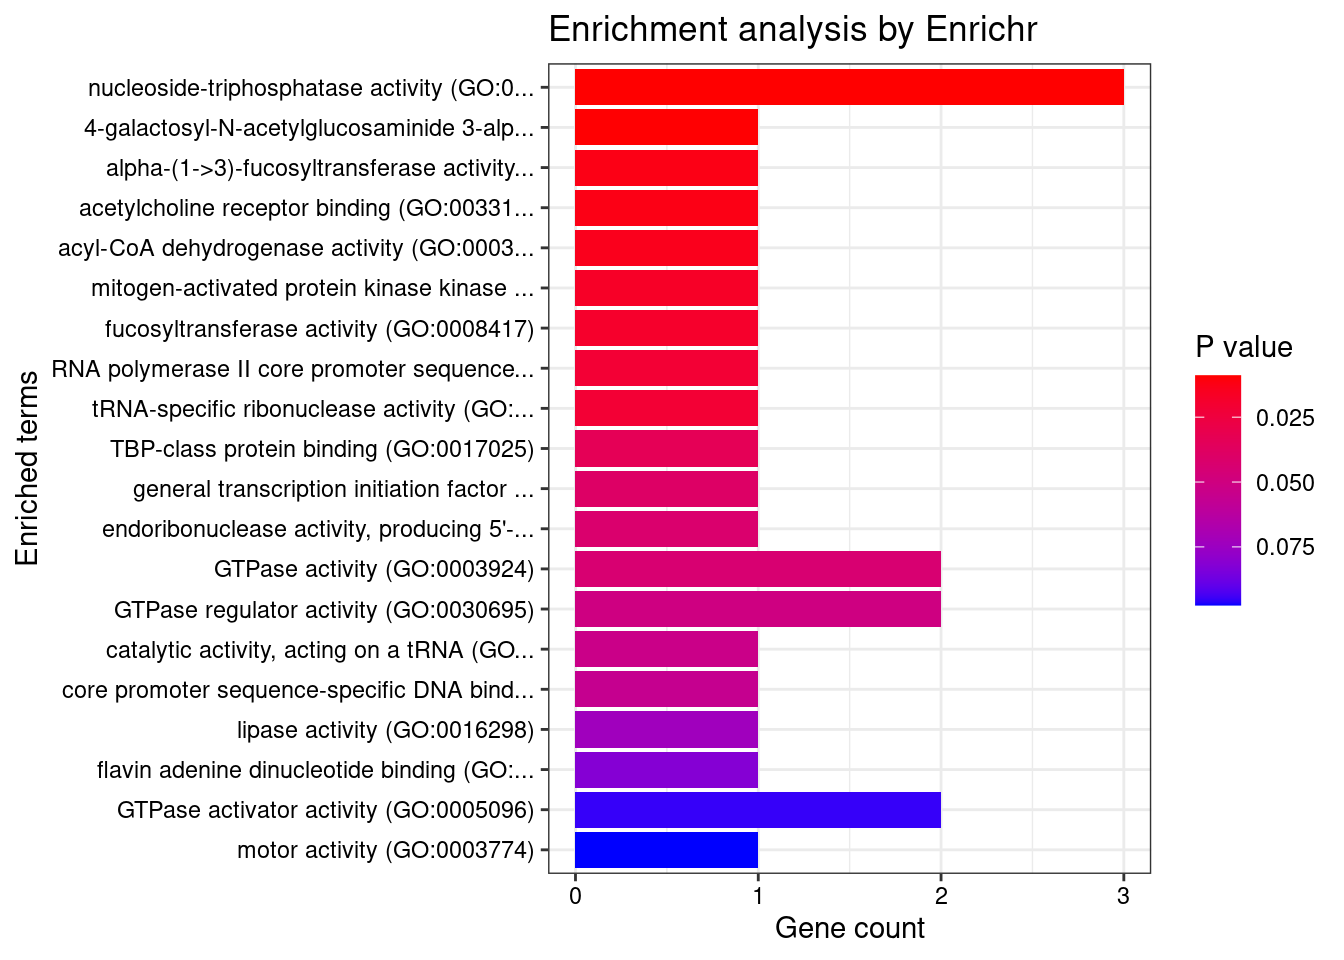 Enrichment analysis by Enrichr
nucleoside-triphosphatase activity (GO:0...
4-galactosyl-N-acetylglucosaminide 3-alp...
alpha-(1->3)-fucosyltransferase activity...
acetylcholine receptor binding (GO:00331...
acyl-CoA dehydrogenase activity (GO:0003...
mitogen-activated protein kinase kinase ...
fucosyltransferase activity (GO:0008417)
RNA polymerase II core promoter sequence...
tRNA-specific ribonuclease activity (GO:...
TBP-class protein binding (GO:0017025)
general transcription initiation factor ...
endoribonuclease activity, producing 5'-...
GTPase activity (GO:0003924)
GTPase regulator activity (GO:0030695)
catalytic activity, acting on a tRNA (GO...
core promoter sequence-specific DNA bind...
lipase activity (GO:0016298)
flavin adenine dinucleotide binding (GO:...
GTPase activator activity (GO:0005096)
motor activity (GO:0003774)
Enriched terms
0 1 2 3
Gene count
P value
0.025
0.050
0.075